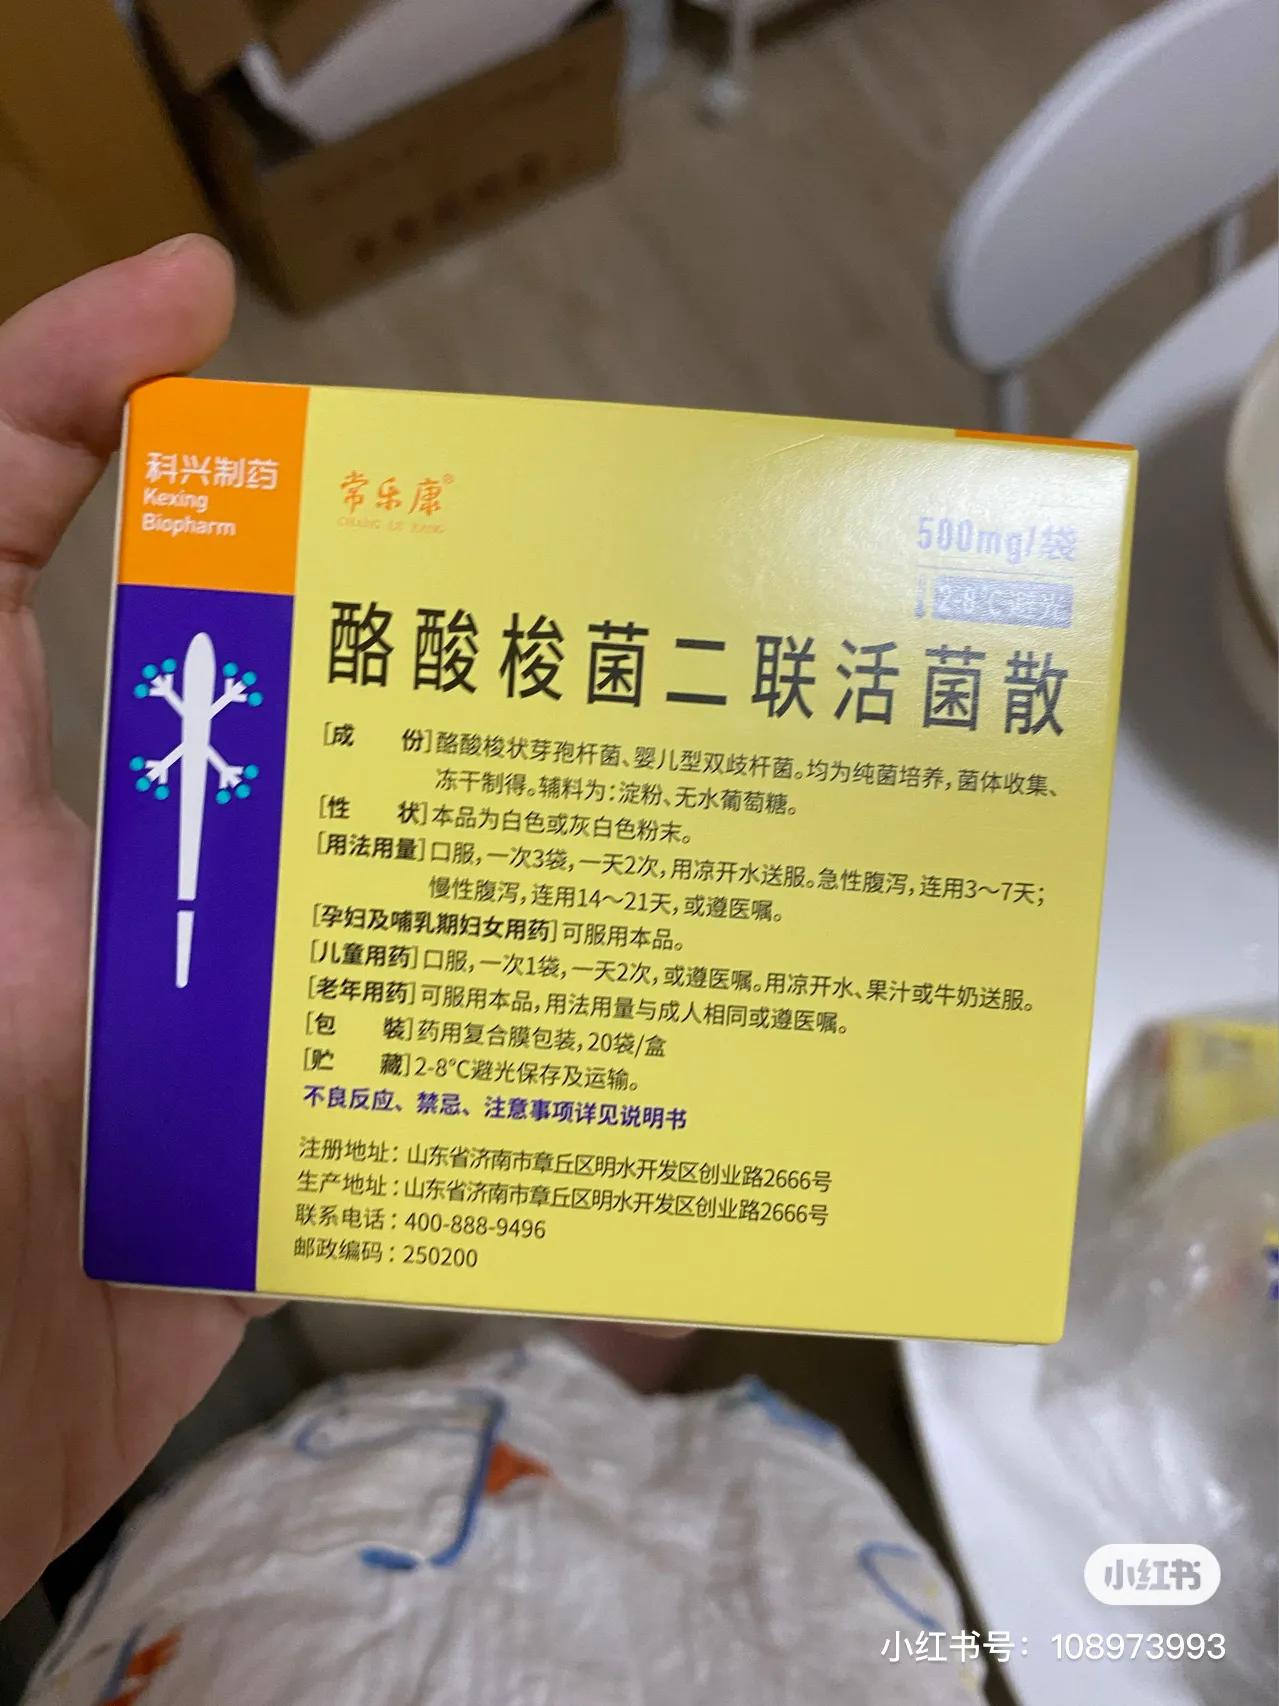 科兴制药
Kexing
Biopharm
常乐康®
CHANG LE KANG
500mg/袋
2-8℃避光
酪酸梭菌二联活菌散
[成 份]酪酸梭状芽孢杆菌、婴儿型双歧杆菌。均为纯菌培养,菌体收集、
冻干制得。辅料为:淀粉、无水葡萄糖。
[性 状]本品为白色或灰白色粉末。
[用法用量]口服,一次3袋,一天2次,用凉开水送服。急性腹泻,连用3～7天;
慢性腹泻,连用14～21天,或遵医嘱。
[孕妇及哺乳期妇女用药]可服用本品。
[儿童用药]口服,一次1袋,一天2次,或遵医嘱。用凉开水、果汁或牛奶送服。
[老年用药]可服用本品,用法用量与成人相同或遵医嘱。
[包 装]药用复合膜包装,20袋/盒
[贮 藏]2-8℃避光保存及运输。
不良反应、禁忌、注意事项详见说明书
注册地址：山东省济南市章丘区明水开发区创业路2666号
生产地址：山东省济南市章丘区明水开发区创业路2666号
联系电话：400-888-9496
邮政编码：250200
小红书
小红书号：108973993